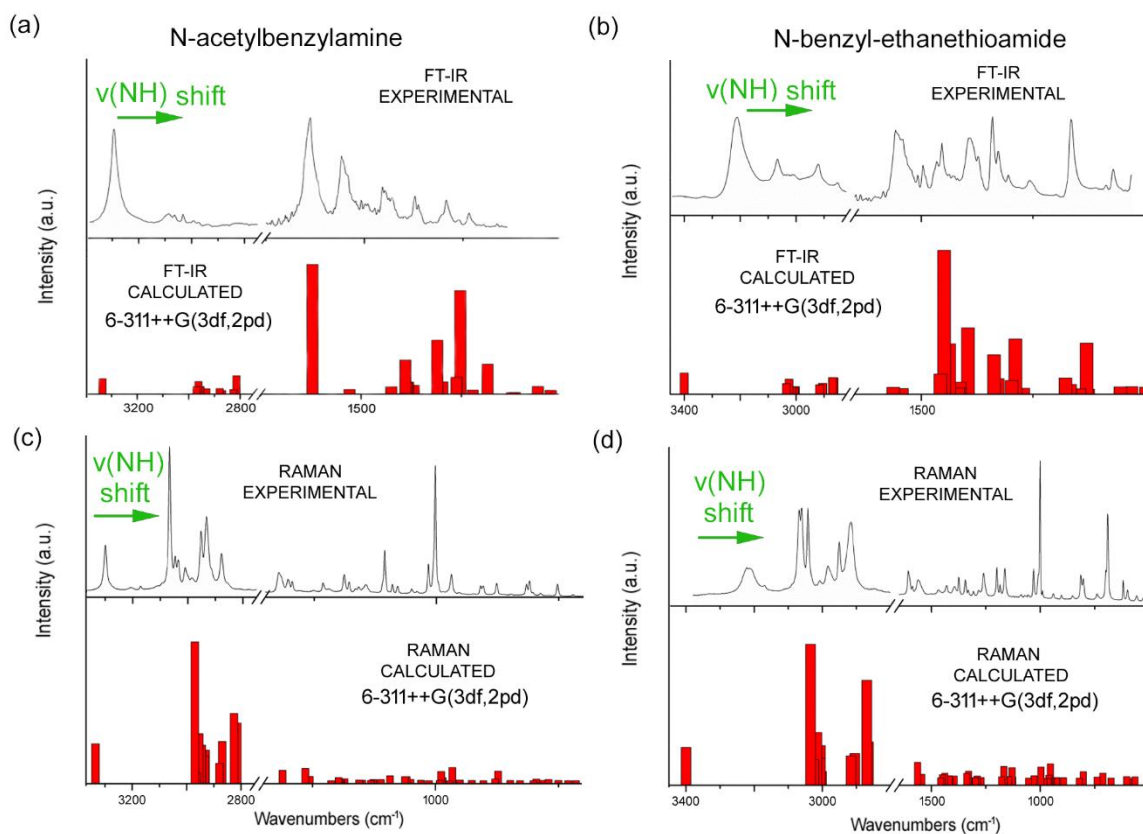 (a)
N-acetylbenzylamine
ν(NH) shift
FT-IR
EXPERIMENTAL
Intensity (a.u.)
FT-IR
CALCULATED
6-311++G(3df,2pd)
3200
2800
1500
(b)
N-benzyl-ethanethioamide
ν(NH) shift
FT-IR
EXPERIMENTAL
Intensity (a.u.)
FT-IR
CALCULATED
6-311++G(3df,2pd)
3400
3000
1500
(c)
ν(NH)
shift
RAMAN
EXPERIMENTAL
Intensity (a.u.)
RAMAN
CALCULATED
6-311++G(3df,2pd)
3200
2800
1000
Wavenumbers (cm⁻¹)
(d)
ν(NH)
shift
RAMAN
EXPERIMENTAL
Intensity (a.u.)
RAMAN
CALCULATED
6-311++G(3df,2pd)
3400
3000
1500
1000
Wavenumbers (cm⁻¹)